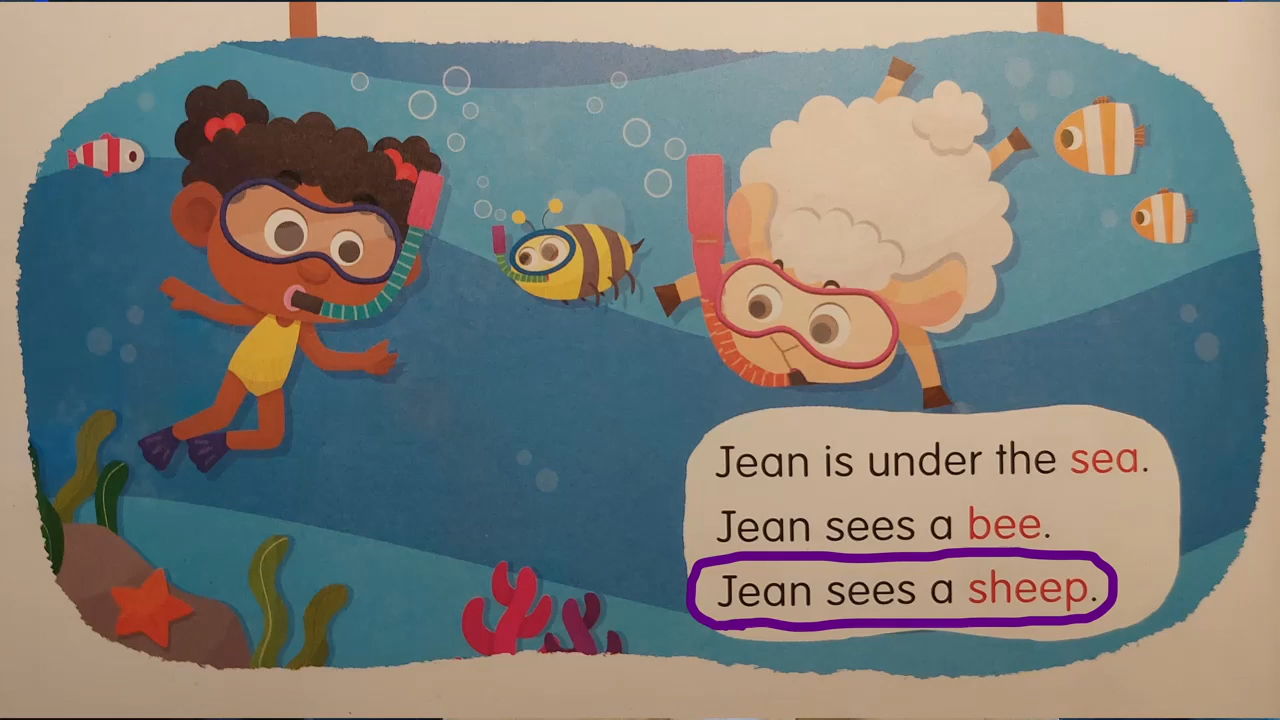 Jean is under the sea.
Jean sees a bee.
Jean sees a sheep.